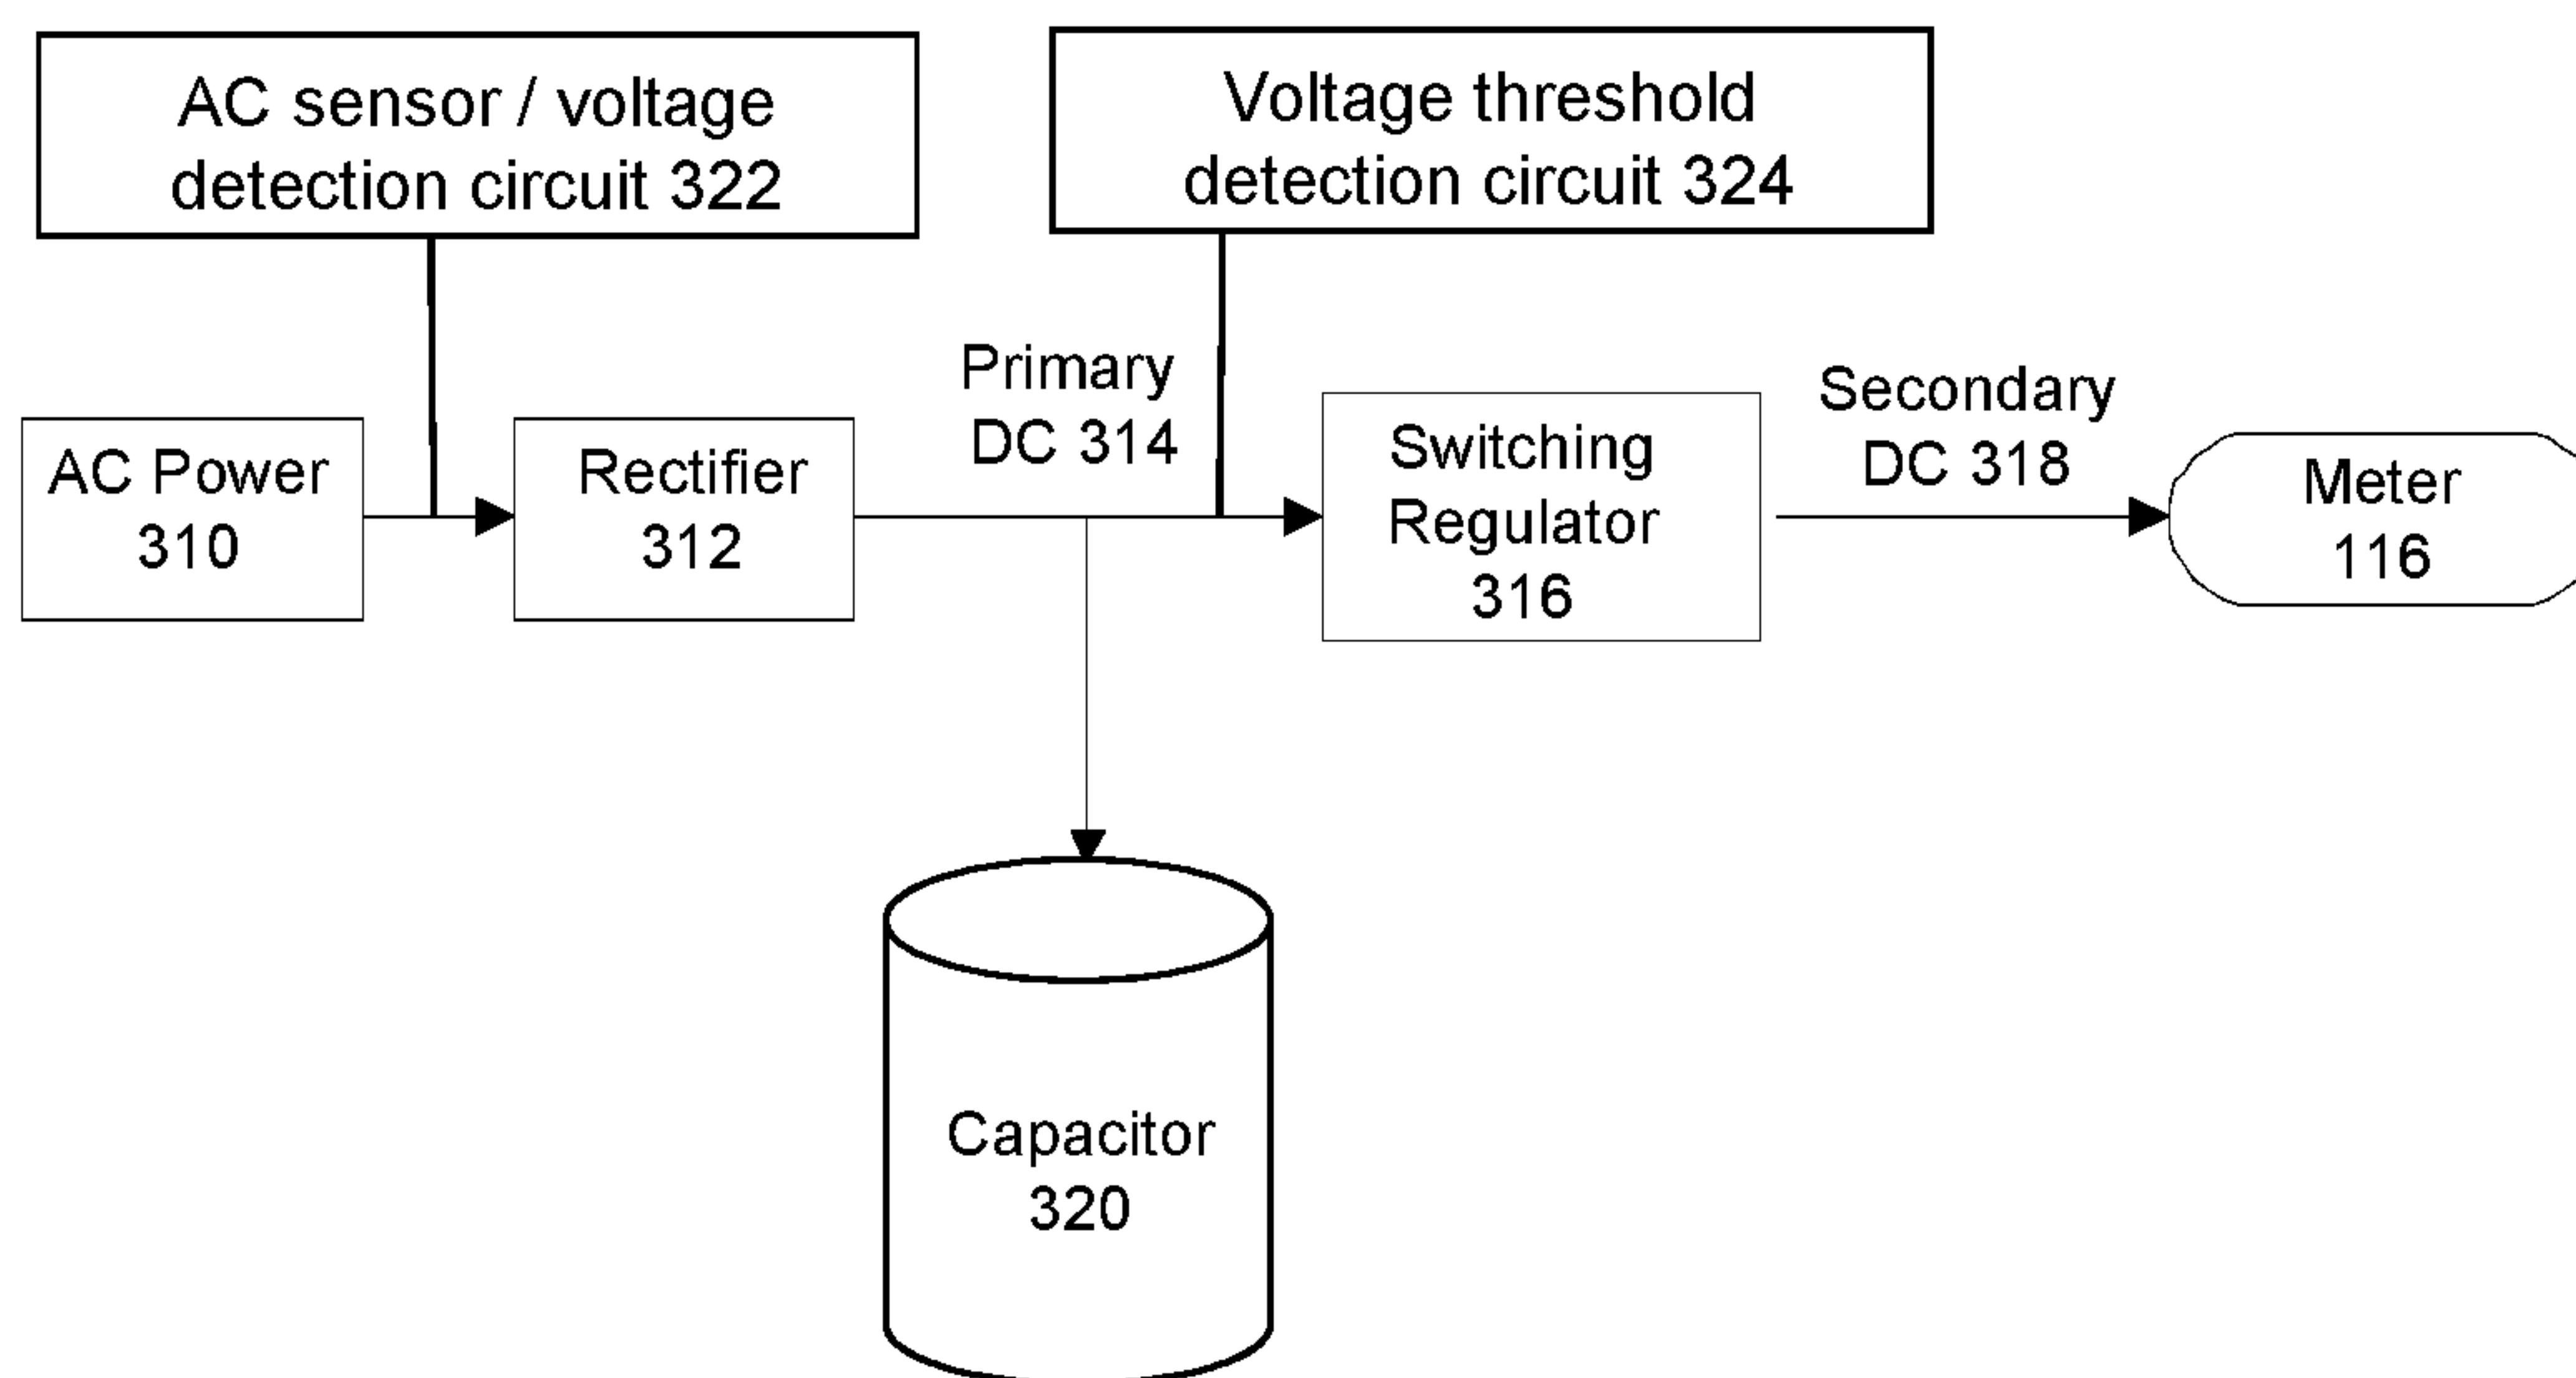 AC sensor / voltage
detection circuit 322
Voltage threshold
detection circuit 324
AC Power
310
Rectifier
312
Primary
DC 314
Switching
Regulator
316
Secondary
DC 318
Meter
116
Capacitor
320